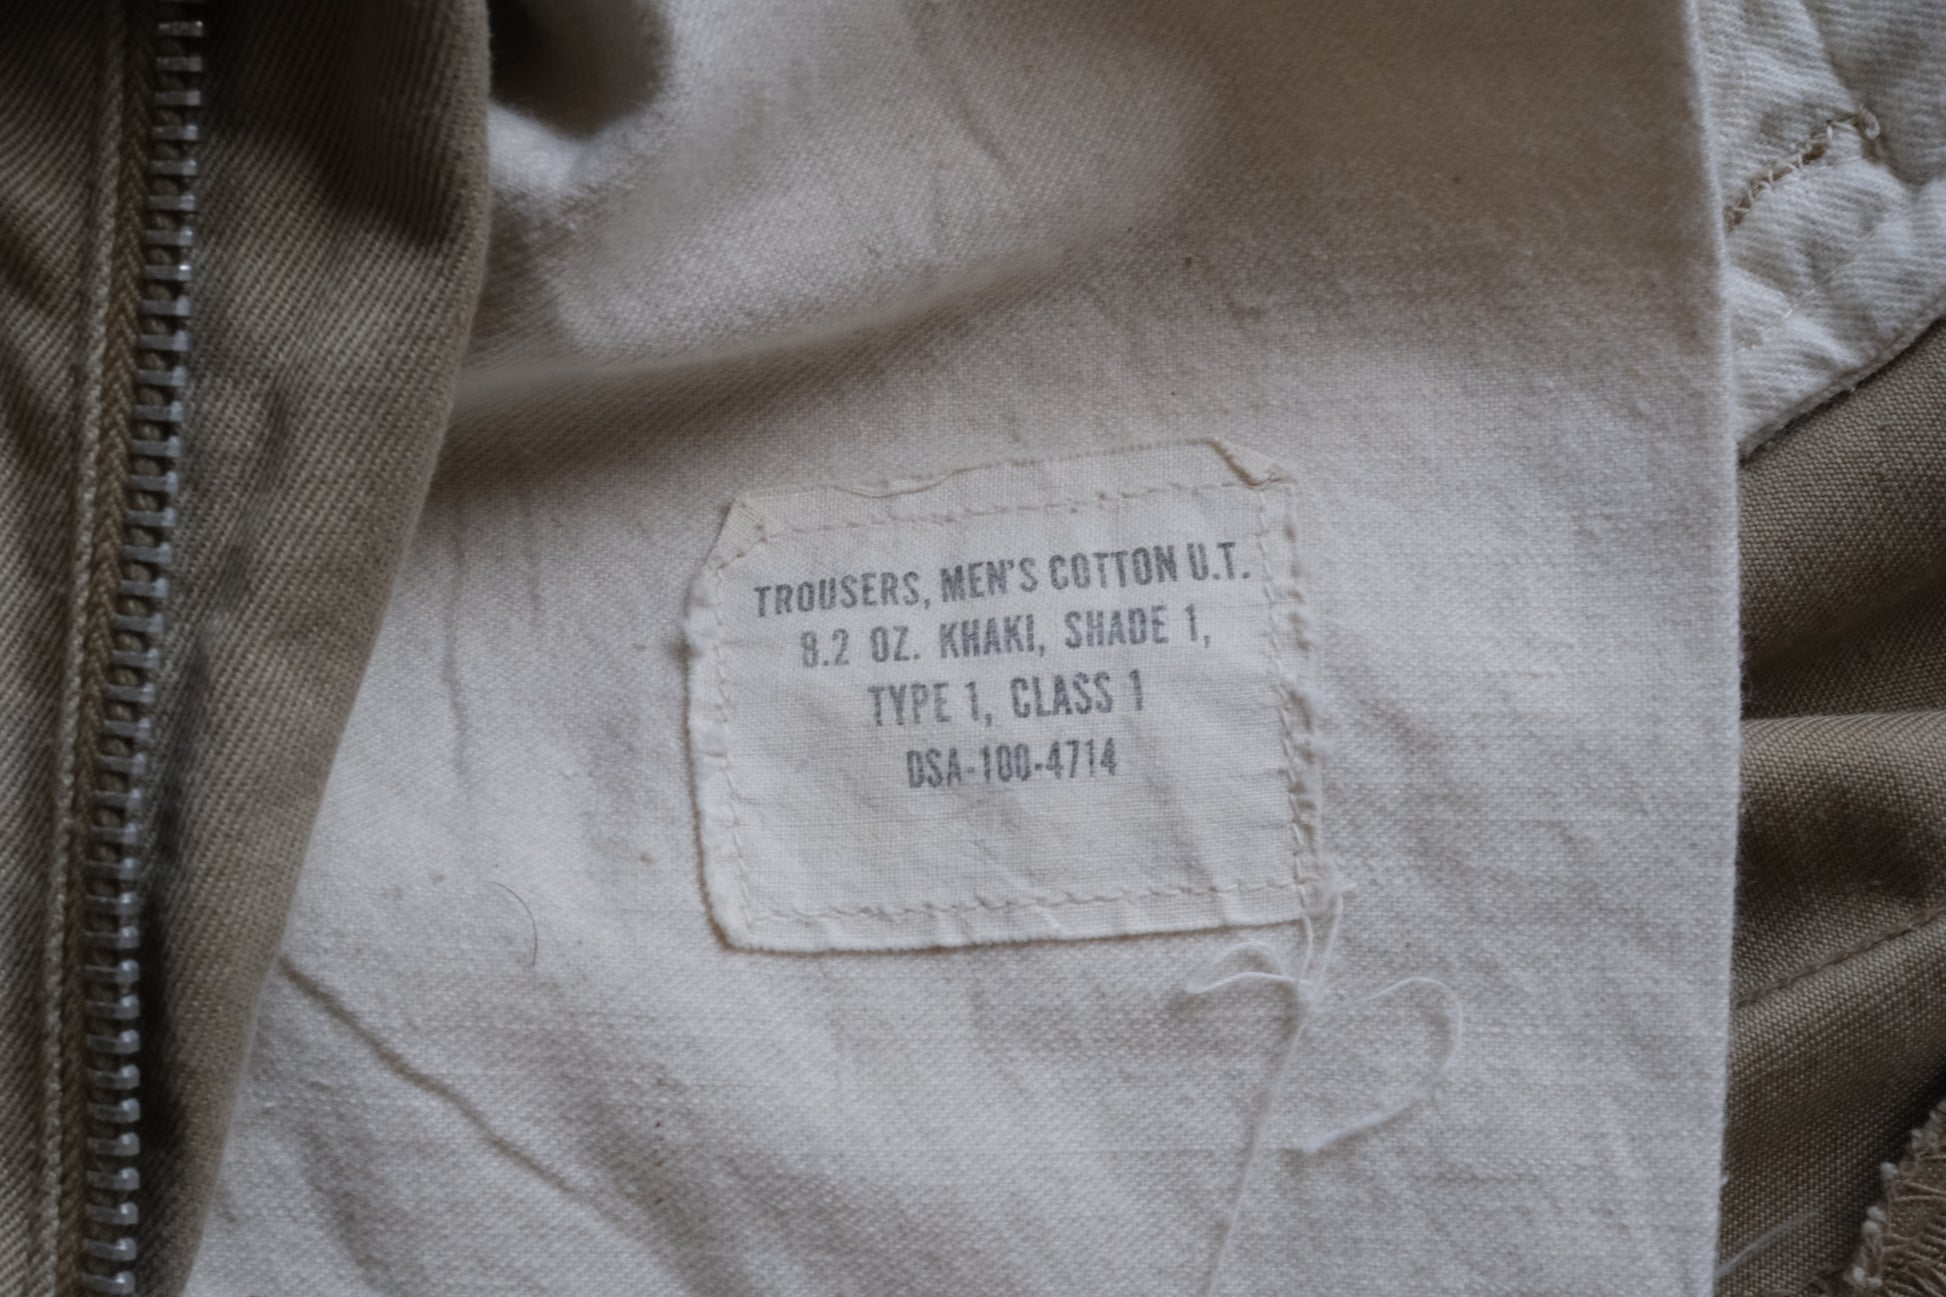 TROUSERS, MEN'S COTTON U.T.
8.2 OZ. KHAKI, SHADE 1,
TYPE 1, CLASS 1
DSA-100-4714